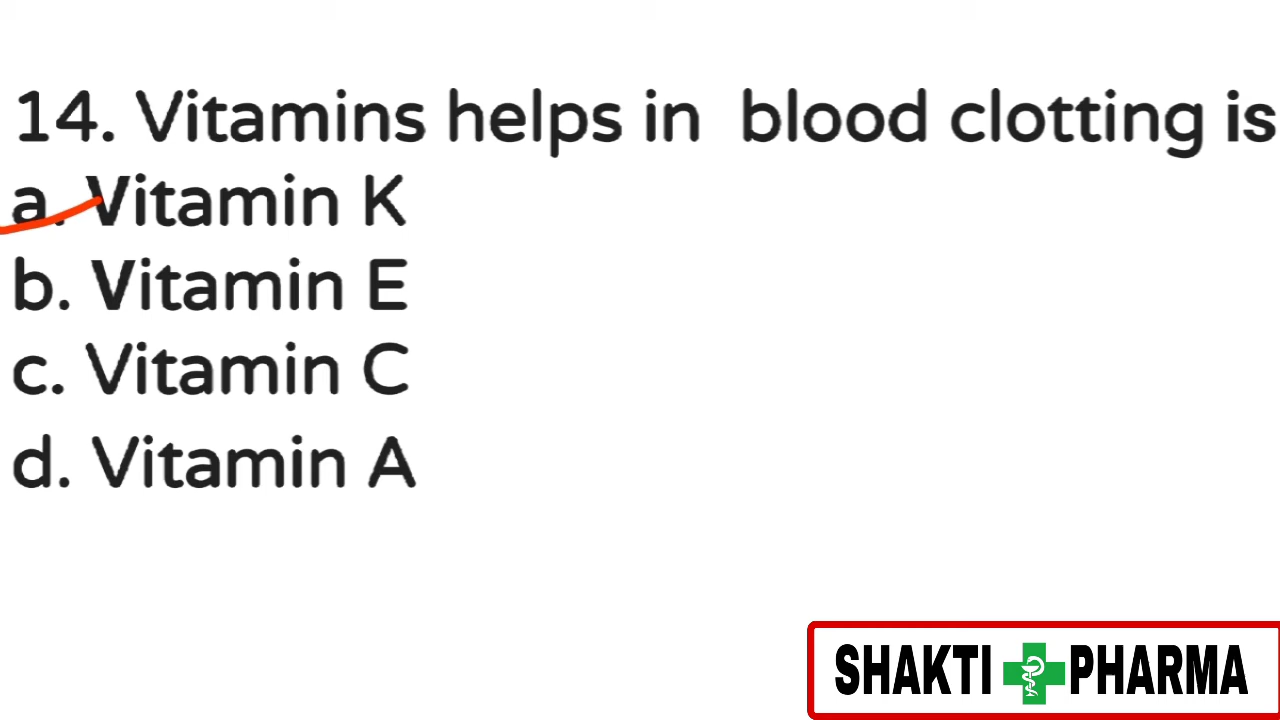 14. Vitamins helps in blood clotting is
a. Vitamin K
b. Vitamin E
c. Vitamin C
d. Vitamin A
SHAKTI PHARMA